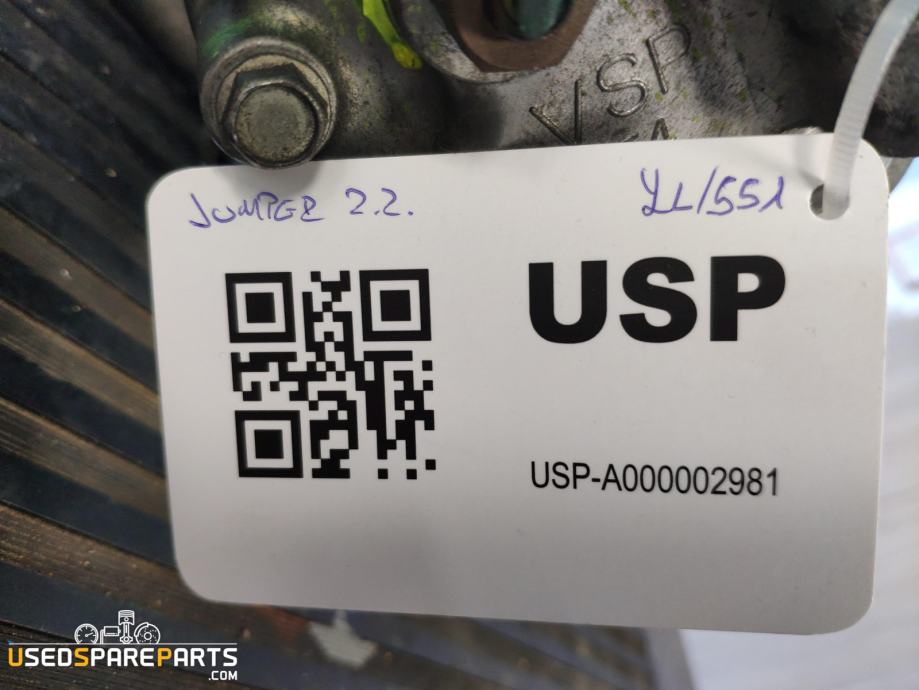 VSP
JUMPER 2.2.
YL/551
USP
USP-A000002981
USEDSPAREPARTS
.COM